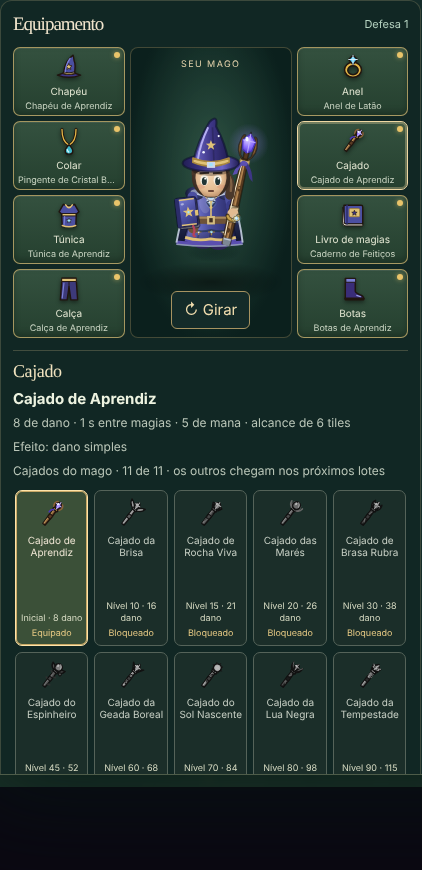 Equipamento
Defesa 1
SEU MAGO
Chapéu
Chapéu de Aprendiz
Colar
Pingente de Cristal B...
Túnica
Túnica de Aprendiz
Calça
Calça de Aprendiz
Anel
Anel de Latão
Cajado
Cajado de Aprendiz
Livro de magias
Caderno de Feitiços
Botas
Botas de Aprendiz
↻ Girar
Cajado
Cajado de Aprendiz
8 de dano · 1 s entre magias · 5 de mana · alcance de 6 tiles
Efeito: dano simples
Cajados do mago · 11 de 11 · os outros chegam nos próximos lotes
Cajado de
Aprendiz
Inicial · 8 dano
Equipado
Cajado da
Brisa
Nível 10 · 16
dano
Bloqueado
Cajado de
Rocha Viva
Nível 15 · 21
dano
Bloqueado
Cajado das
Marés
Nível 20 · 26
dano
Bloqueado
Cajado de
Brasa Rubra
Nível 30 · 38
dano
Bloqueado
Cajado do
Espinheiro
Nível 45 · 52
Cajado da
Geada Boreal
Nível 60 · 68
Cajado do
Sol Nascente
Nível 70 · 84
Cajado da
Lua Negra
Nível 80 · 98
Cajado da
Tempestade
Nível 90 · 115